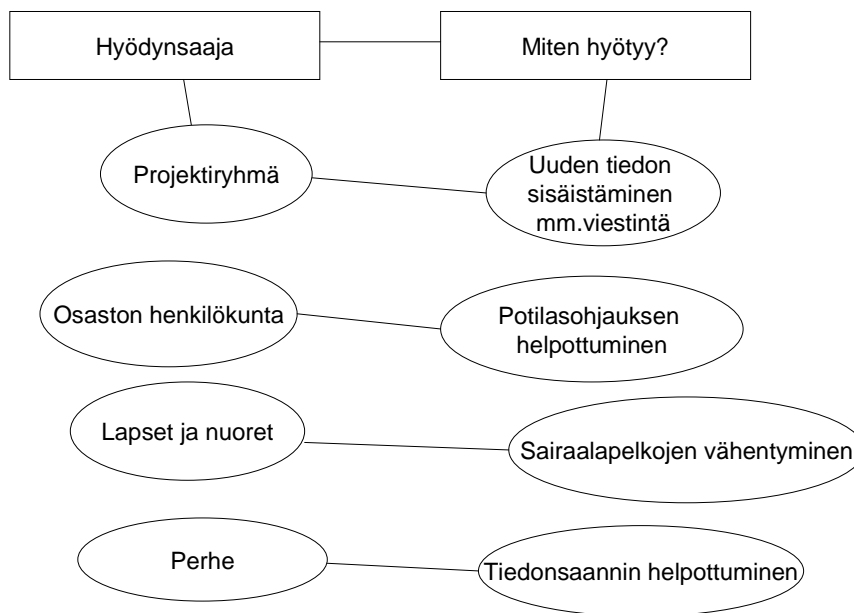 Hyödynsaaja
Miten hyötyy?
Projektiryhmä
Uuden tiedon
sisäistäminen
mm.viestintä
Osaston henkilökunta
Potilasohjauksen
helpottuminen
Lapset ja nuoret
Sairaalapelkojen vähentyminen
Perhe
Tiedonsaannin helpottuminen